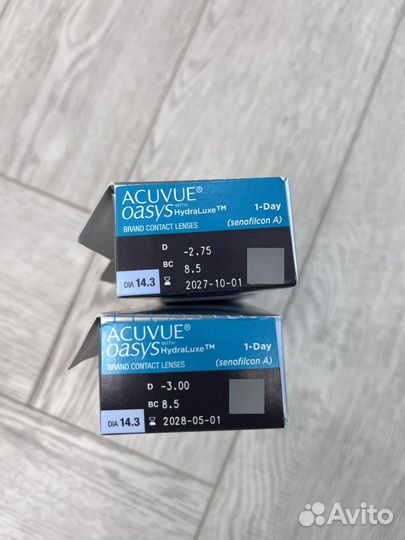 ACUVUE®
OASYS WITH HydraLuxe™ 1-Day
BRAND CONTACT LENSES (senofilcon A)
D -2.75
BC 8.5
DIA 14.3 2027-10-01
ACUVUE®
OASYS WITH HydraLuxe™ 1-Day
BRAND CONTACT LENSES (senofilcon A)
D -3.00
BC 8.5
DIA 14.3 2028-05-01
Avito